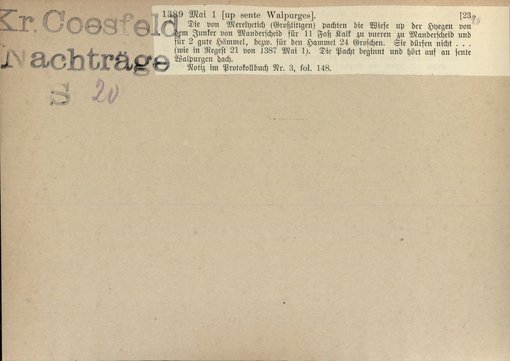 Kr. Coesfeld
Nachträge
S 20
1389 Mai 1 [up sente Walpurges]. [23
Die von Merelhetich (Großlittgen) pachten die Wiese up der Hyegen von
dem Junker von Manderscheid für 11 Faß Kalk zu vueren zu Manderscheid und
für 2 gute Hämmel, bezw. für den Hammel 24 Groschen. Sie dürfen nicht . . .
(wie in Regest 21 von 1387 Mai 1). Die Pacht beginnt und hört auf an sente
Walpurgen dach.
Notiz im Protokollbuch Nr. 3, fol. 148.